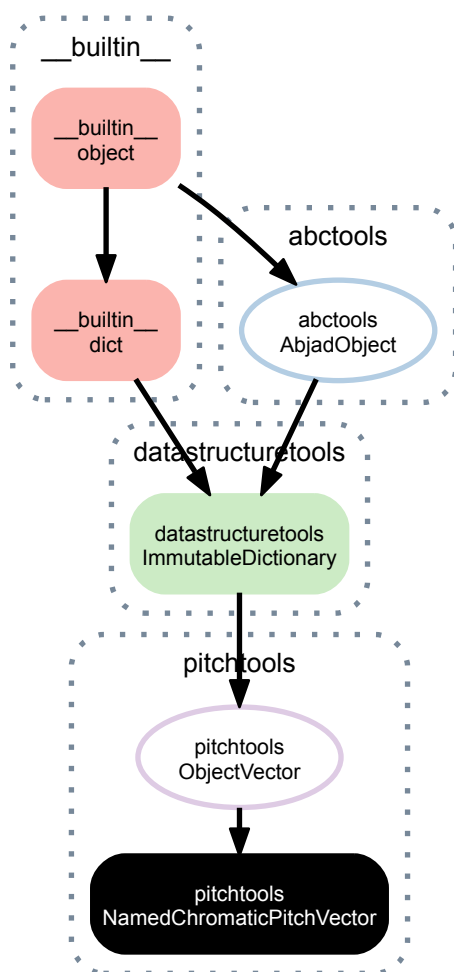 __builtin__
__builtin__
object
abctools
__builtin__
dict
abctools
AbjadObject
datastructuretools
datastructuretools
ImmutableDictionary
pitchtools
pitchtools
ObjectVector
pitchtools
NamedChromaticPitchVector